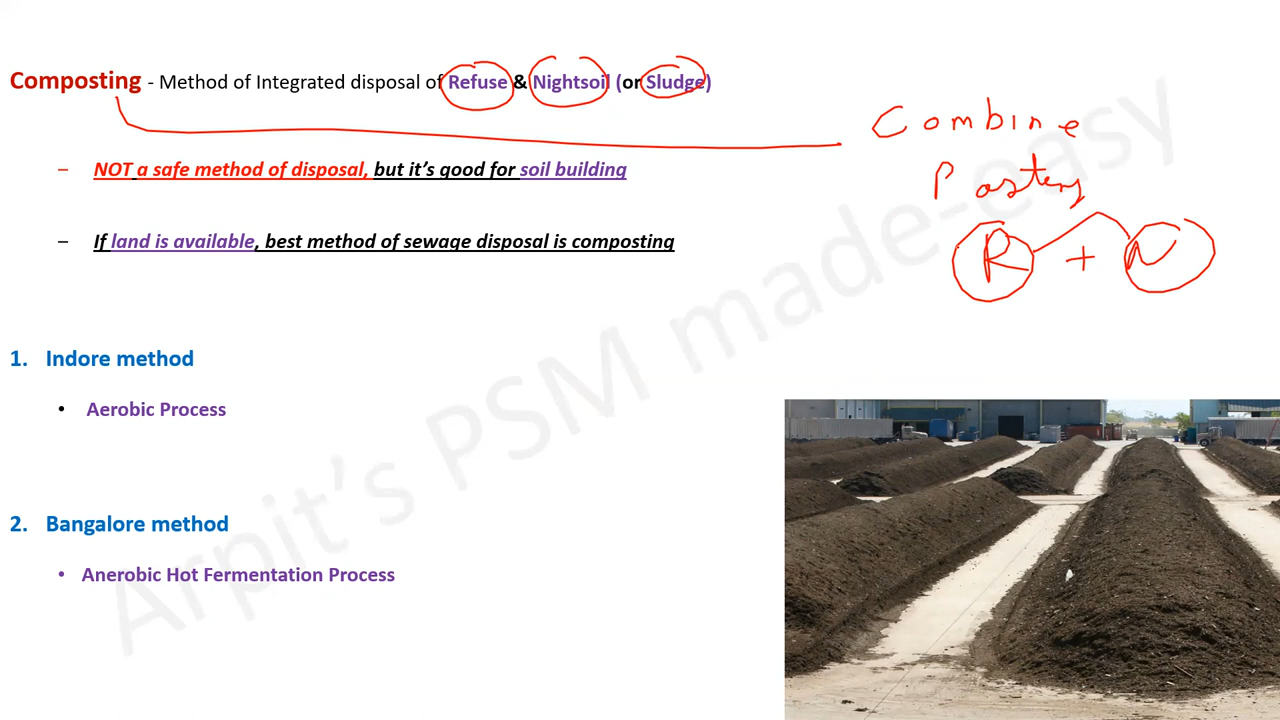 Composting - Method of Integrated disposal of Refuse & Nightsoil (or Sludge)
Combine
– NOT a safe method of disposal, but it's good for soil building
– If land is available, best method of sewage disposal is composting
R + N
1. Indore method
• Aerobic Process
2. Bangalore method
• Anerobic Hot Fermentation Process
Arpit's PSM made-easy